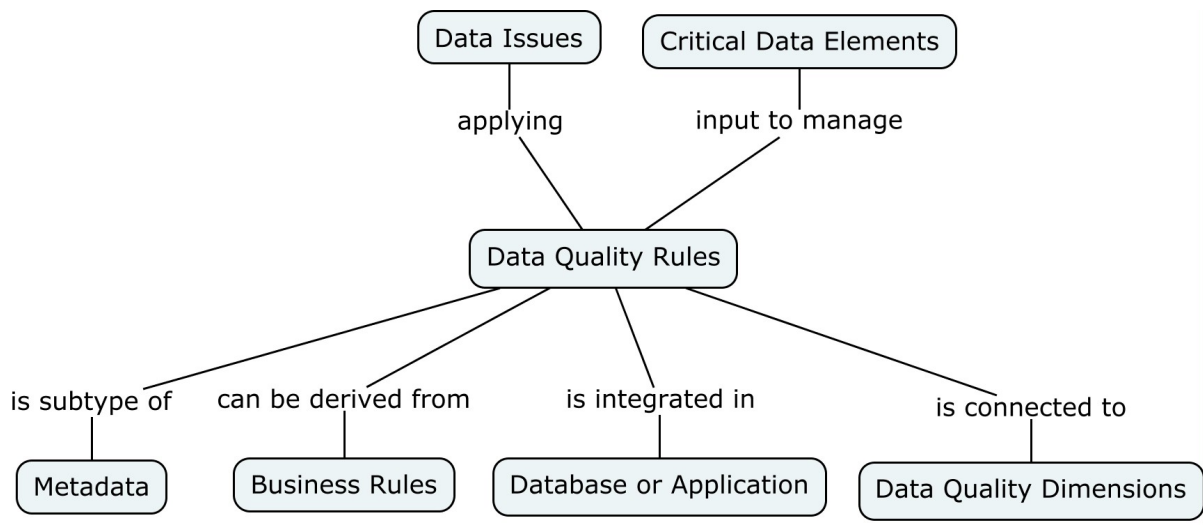 Data Issues
Critical Data Elements
applying
input to manage
Data Quality Rules
is subtype of
can be derived from
is integrated in
is connected to
Metadata
Business Rules
Database or Application
Data Quality Dimensions